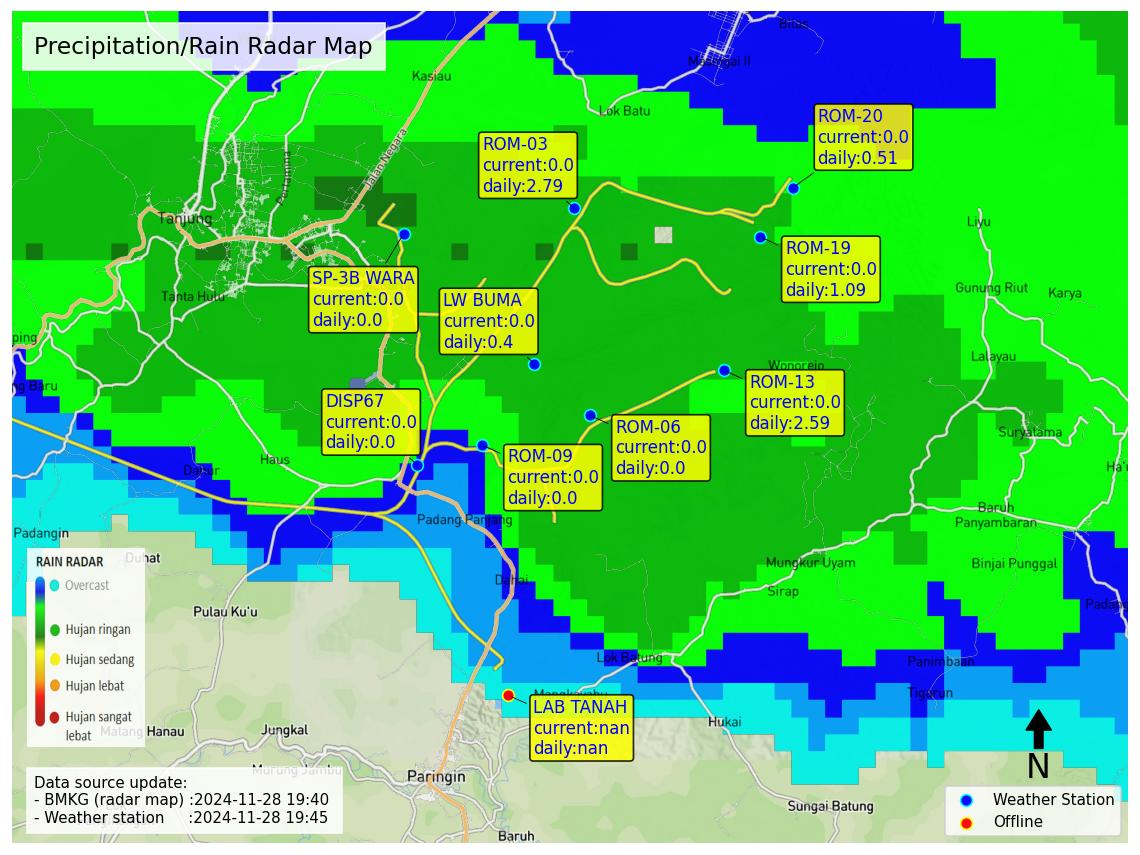 Precipitation/Rain Radar Map
Bilas
Masingai II
Kasiau
Lok Batu
Jalan Negara
Pertamina
Tanjung
Tanta Hulu
ping
ng Baru
ROM-03
current:0.0
daily:2.79
ROM-20
current:0.0
daily:0.51
ROM-19
current:0.0
daily:1.09
SP-3B WARA
current:0.0
daily:0.0
LW BUMA
current:0.0
daily:0.4
Liyu
Gunung Riut
Karya
Lalayau
Wonorejo
ROM-13
current:0.0
daily:2.59
DISP67
current:0.0
daily:0.0
ROM-06
current:0.0
daily:0.0
ROM-09
current:0.0
daily:0.0
Suryatama
Ha'u
Haus
Dahur
Padang Panjang
Baruh
Panyambaran
Padangin
Duhat
Mungkur Uyam
Binjai Punggal
Dahai
Sirap
Padang
Pulau Ku'u
Lok Batung
Panimbaan
Tigarun
LAB TANAH
current:nan
daily:nan
Hukai
Matang Hanau
Jungkal
Murung Jambu
Paringin
Sungai Batung
Baruh
RAIN RADAR
Overcast
Hujan ringan
Hujan sedang
Hujan lebat
Hujan sangat
lebat
Data source update:
- BMKG (radar map) :2024-11-28 19:40
- Weather station :2024-11-28 19:45
N
Weather Station
Offline